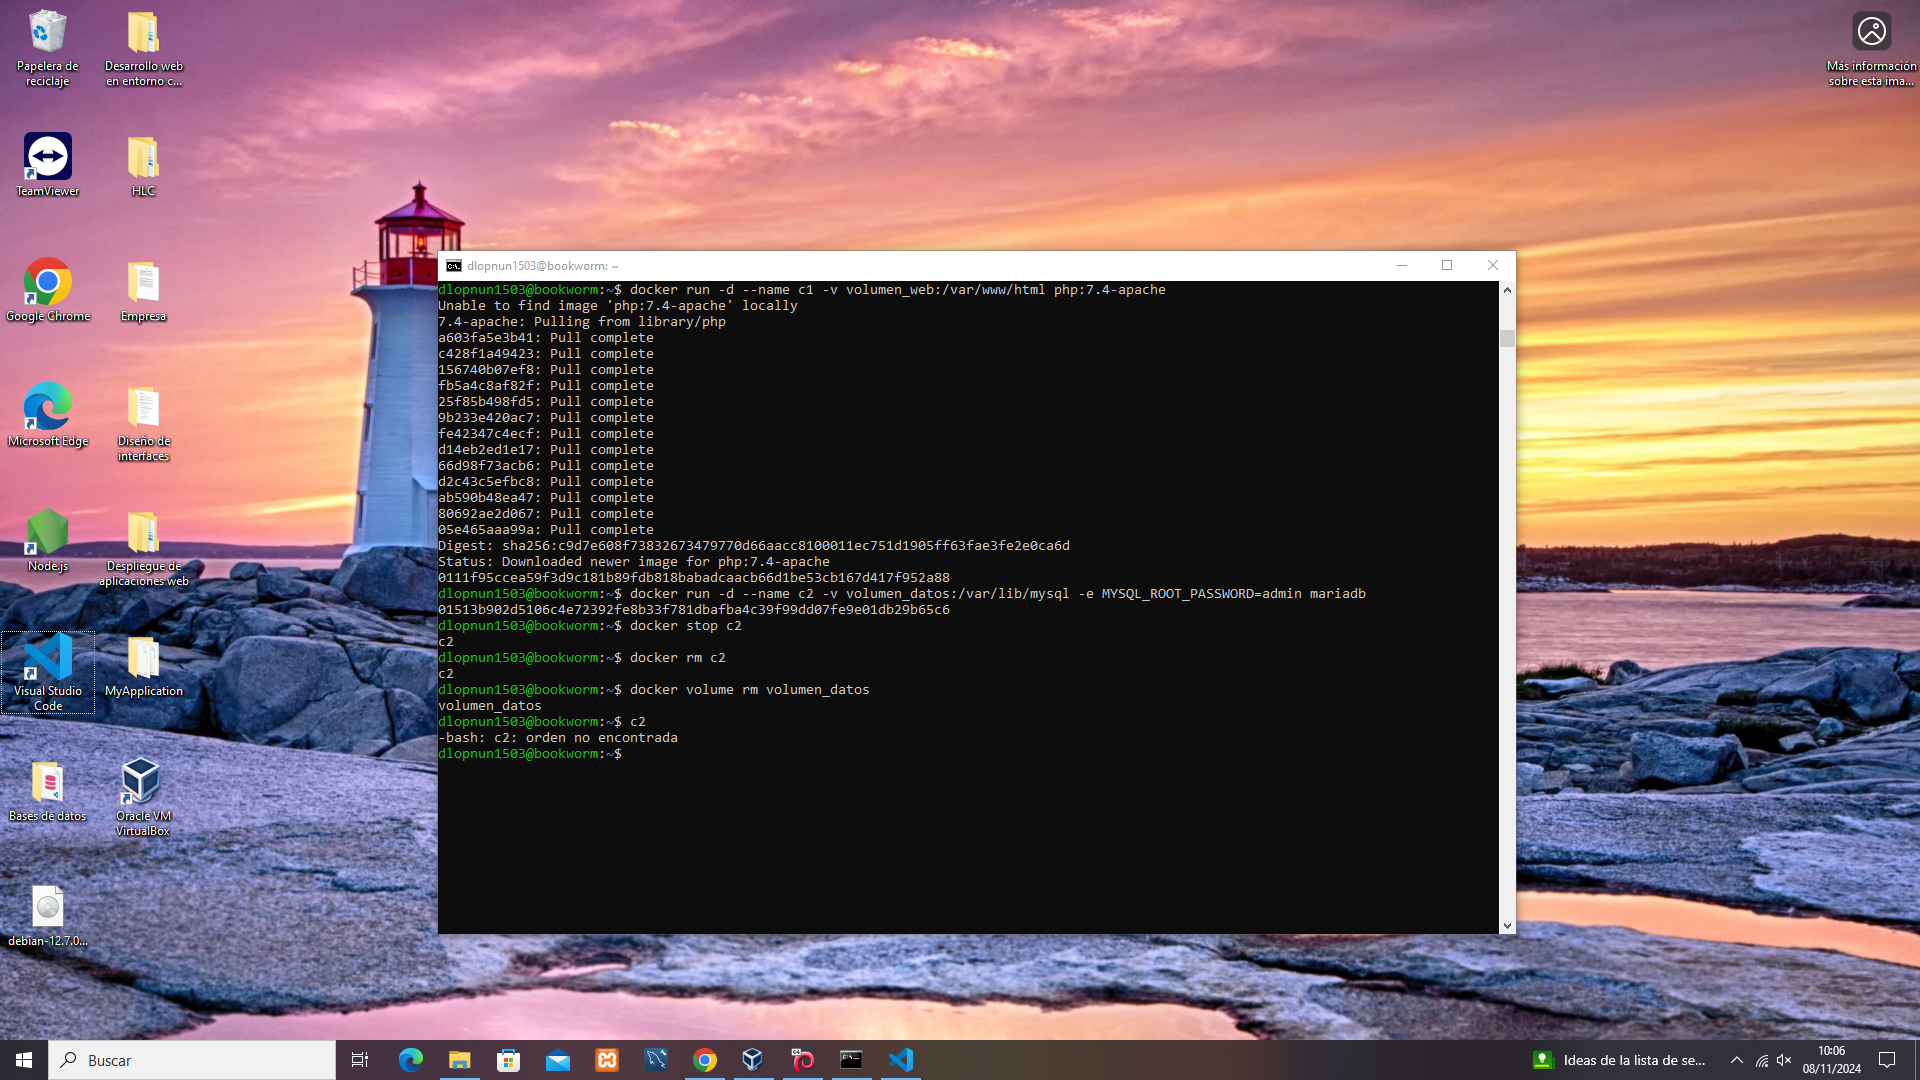 Papelera de
reciclaje
Desarrollo web
en entorno c...
TeamViewer
HLC
Google Chrome
Empresa
Microsoft Edge
Diseño de
interfaces
Node.js
Despliegue de
aplicaciones web
Visual Studio
Code
MyApplication
Bases de datos
Oracle VM
VirtualBox
debian-12.7.0...
Más información
sobre esta ima...
dlopnun1503@bookworm: ~
dlopnun1503@bookworm:~$ docker run -d --name c1 -v volumen_web:/var/www/html php:7.4-apache
Unable to find image 'php:7.4-apache' locally
7.4-apache: Pulling from library/php
a603fa5e3b41: Pull complete
c428f1a49423: Pull complete
156740b07ef8: Pull complete
fb5a4c8af82f: Pull complete
25f85b498fd5: Pull complete
9b233e420ac7: Pull complete
fe42347c4ecf: Pull complete
d14eb2ed1e17: Pull complete
66d98f73acb6: Pull complete
d2c43c5efbc8: Pull complete
ab590b48ea47: Pull complete
80692ae2d067: Pull complete
05e465aaa99a: Pull complete
Digest: sha256:c9d7e608f73832673479770d66aacc8100011ec751d1905ff63fae3fe2e0ca6d
Status: Downloaded newer image for php:7.4-apache
0111f95ccea59f3d9c181b89fdb818babadcaacb66d1be53cb167d417f952a88
dlopnun1503@bookworm:~$ docker run -d --name c2 -v volumen_datos:/var/lib/mysql -e MYSQL_ROOT_PASSWORD=admin mariadb
01513b902d5106c4e72392fe8b33f781dbafba4c39f99dd07fe9e01db29b65c6
dlopnun1503@bookworm:~$ docker stop c2
c2
dlopnun1503@bookworm:~$ docker rm c2
c2
dlopnun1503@bookworm:~$ docker volume rm volumen_datos
volumen_datos
dlopnun1503@bookworm:~$ c2
-bash: c2: orden no encontrada
dlopnun1503@bookworm:~$
Buscar
Ideas de la lista de se...
10:06
08/11/2024